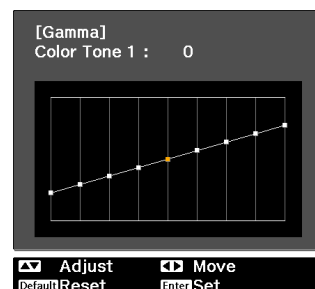 [Gamma]
Color Tone 1 : 0
Adjust Move
Default Reset Enter Set